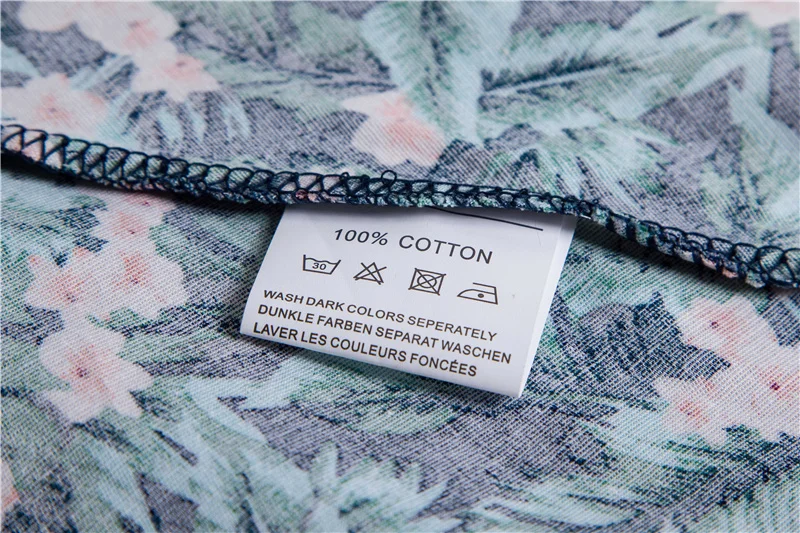 100% COTTON
30
WASH DARK COLORS SEPERATELY
DUNKLE FARBEN SEPARAT WASCHEN
LAVER LES COULEURS FONCÉES